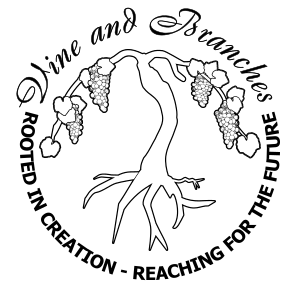 Vine and Branches
ROOTED IN CREATION - REACHING FOR THE FUTURE